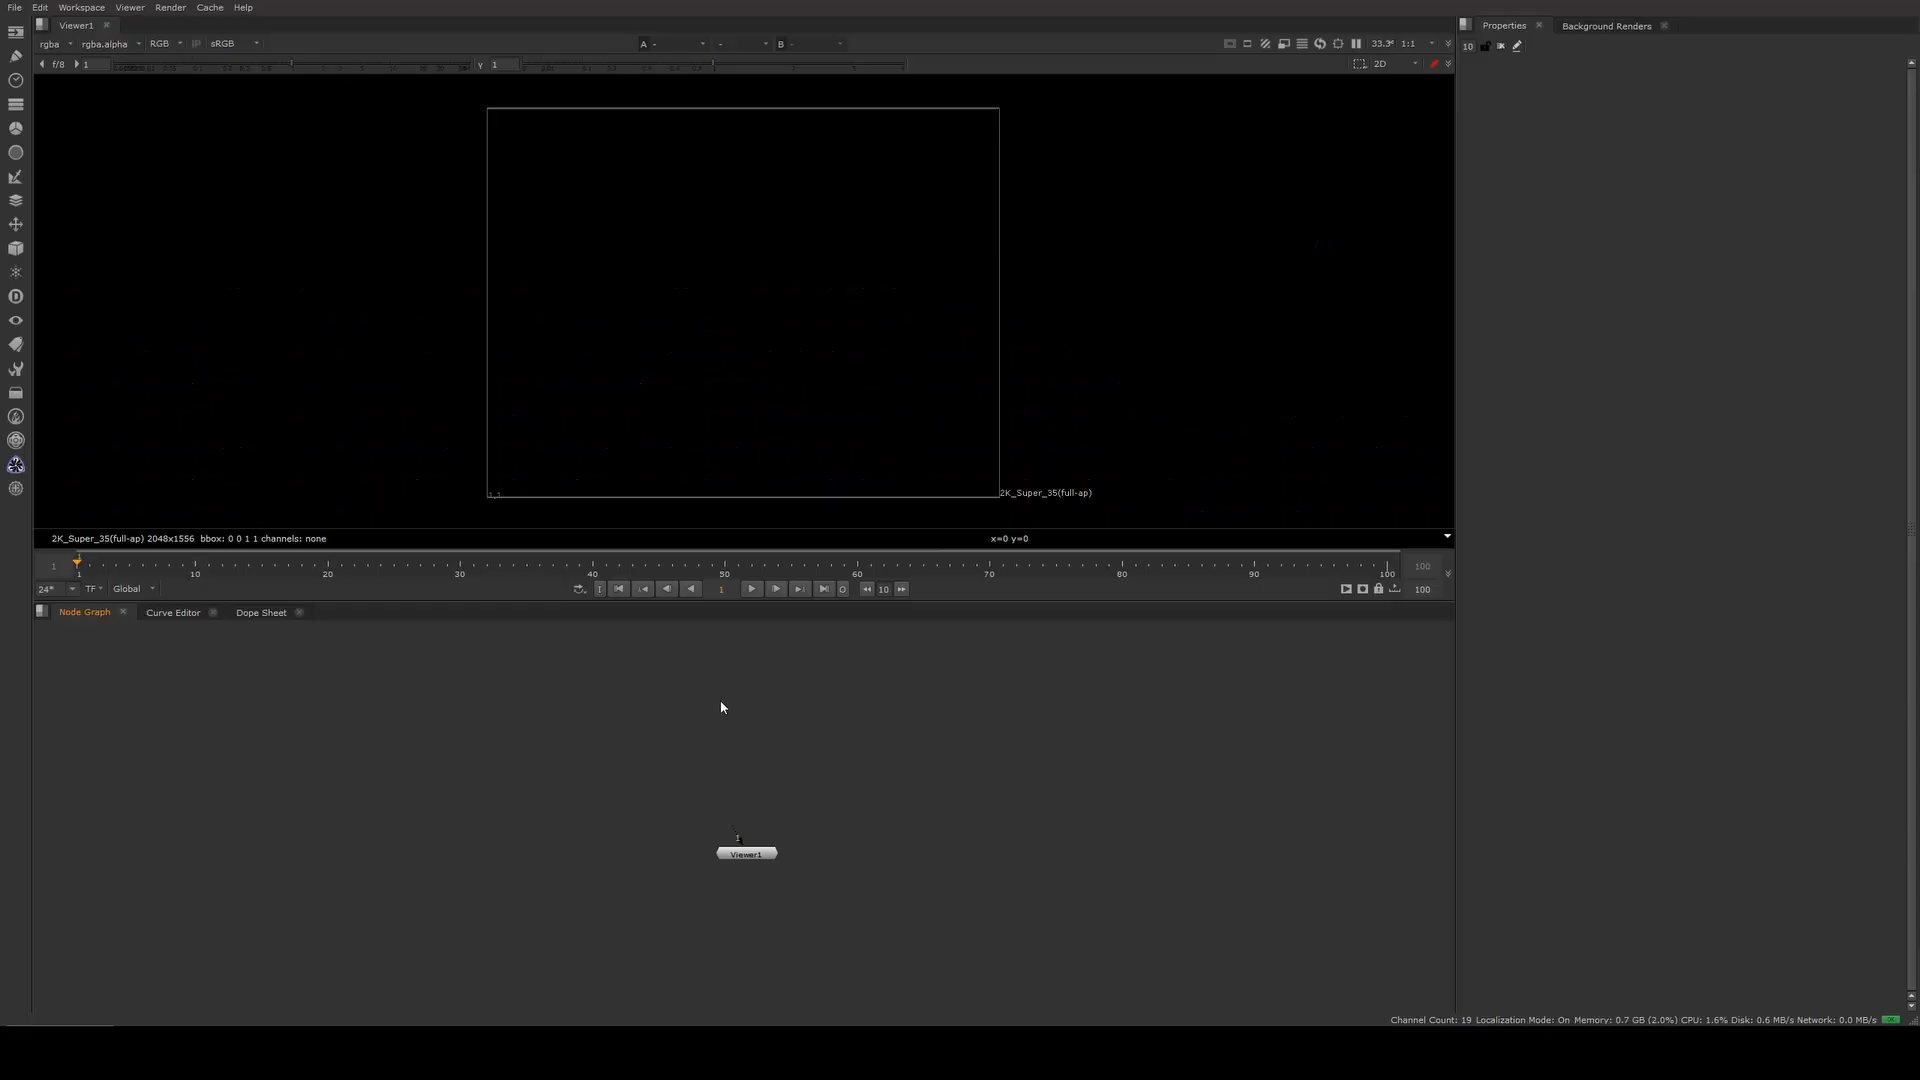 File Edit Workspace Viewer Render Cache Help
Viewer1
Properties
Background Renders
rgba rgba.alpha RGB IP sRGB A - - B - 33.3* 1:1
10
f/8 1 γ 1 2D
2K_Super_35(full-ap)
2K_Super_35(full-ap) 2048x1556 bbox: 0 0 1 1 channels: none
x=0 y=0
1 1 10 20 30 40 50 60 70 80 90 100 100
24* TF Global 1 10 100
Node Graph
Curve Editor
Dope Sheet
1
Viewer1
Channel Count: 19 Localization Mode: On Memory: 0.7 GB (2.0%) CPU: 1.6% Disk: 0.6 MB/s Network: 0.0 MB/s